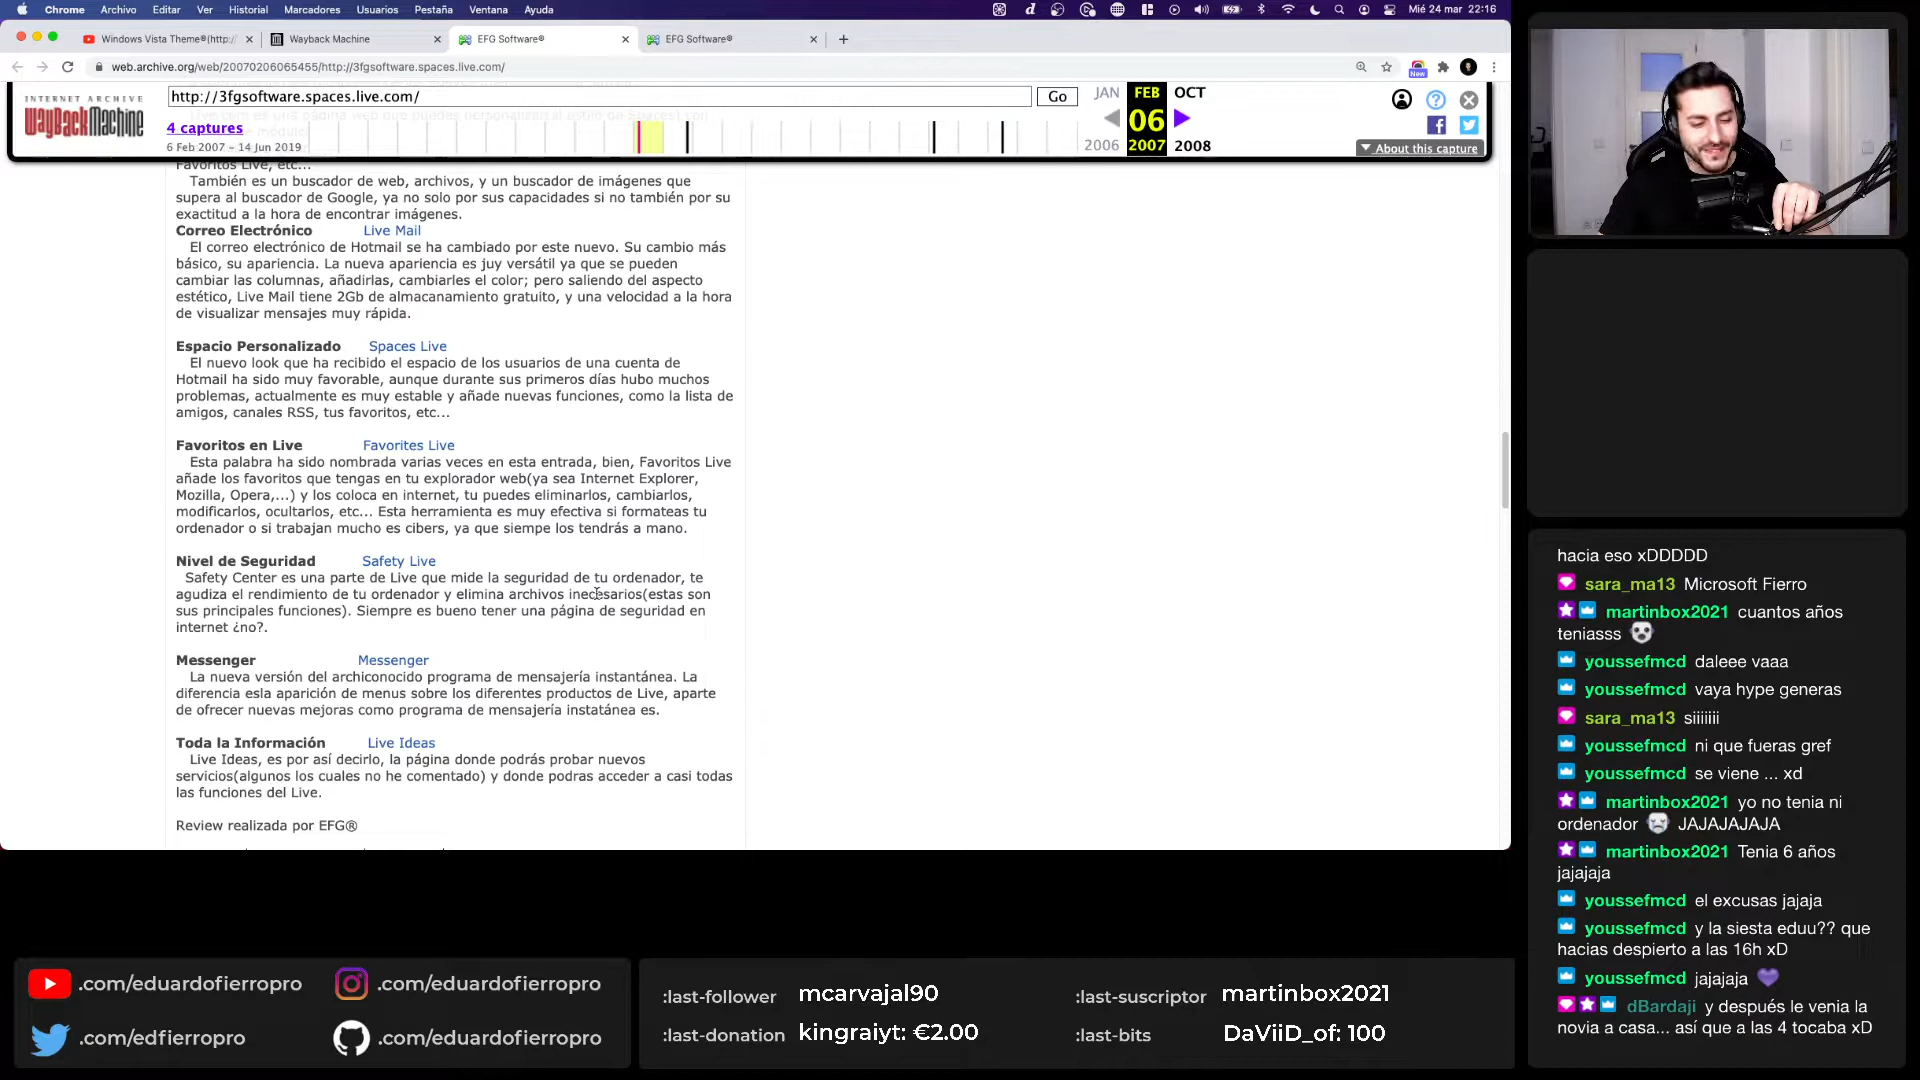 Chrome Archivo Editar Ver Historial Marcadores Usuarios Pestaña Ventana Ayuda
Mié 24 mar 22:16
Windows Vista Theme®(http:/
Wayback Machine
EFG Software®
EFG Software®
web.archive.org/web/20070206065455/http://3fgsoftware.spaces.live.com/
New
INTERNET ARCHIVE
WayBackMachine
http://3fgsoftware.spaces.live.com/
Go
JAN FEB OCT
06
2006 2007 2008
4 captures
6 Feb 2007 – 14 Jun 2019
About this capture
Favoritos Live, etc...
También es un buscador de web, archivos, y un buscador de imágenes que
supera al buscador de Google, ya no solo por sus capacidades si no también por su
exactitud a la hora de encontrar imágenes.
Correo Electrónico Live Mail
El correo electrónico de Hotmail se ha cambiado por este nuevo. Su cambio más
básico, su apariencia. La nueva apariencia es juy versátil ya que se pueden
cambiar las columnas, añadirlas, cambiarles el color; pero saliendo del aspecto
estético, Live Mail tiene 2Gb de almacanamiento gratuito, y una velocidad a la hora
de visualizar mensajes muy rápida.
Espacio Personalizado Spaces Live
El nuevo look que ha recibido el espacio de los usuarios de una cuenta de
Hotmail ha sido muy favorable, aunque durante sus primeros días hubo muchos
problemas, actualmente es muy estable y añade nuevas funciones, como la lista de
amigos, canales RSS, tus favoritos, etc...
Favoritos en Live Favorites Live
Esta palabra ha sido nombrada varias veces en esta entrada, bien, Favoritos Live
añade los favoritos que tengas en tu explorador web(ya sea Internet Explorer,
Mozilla, Opera,...) y los coloca en internet, tu puedes eliminarlos, cambiarlos,
modificarlos, ocultarlos, etc... Esta herramienta es muy efectiva si formateas tu
ordenador o si trabajan mucho es cibers, ya que siempe los tendrás a mano.
Nivel de Seguridad Safety Live
Safety Center es una parte de Live que mide la seguridad de tu ordenador, te
agudiza el rendimiento de tu ordenador y elimina archivos inecesarios(estas son
sus principales funciones). Siempre es bueno tener una página de seguridad en
internet ¿no?.
Messenger Messenger
La nueva versión del archiconocido programa de mensajería instantánea. La
diferencia esla aparición de menus sobre los diferentes productos de Live, aparte
de ofrecer nuevas mejoras como programa de mensajería instatánea es.
Toda la Información Live Ideas
Live Ideas, es por así decirlo, la página donde podrás probar nuevos
servicios(algunos los cuales no he comentado) y donde podras acceder a casi todas
las funciones del Live.
Review realizada por EFG®
hacia eso xDDDDD
sara_ma13 Microsoft Fierro
martinbox2021 cuantos años
teniasss
youssefmcd daleee vaaa
youssefmcd vaya hype generas
sara_ma13 siiiiiii
youssefmcd ni que fueras gref
youssefmcd se viene ... xd
martinbox2021 yo no tenia ni
ordenador JAJAJAJAJA
martinbox2021 Tenia 6 años
jajajaja
youssefmcd el excusas jajaja
youssefmcd y la siesta eduu?? que
hacias despierto a las 16h xD
youssefmcd jajajaja
dBardaji y después le venia la
novia a casa... así que a las 4 tocaba xD
.com/eduardofierropro
.com/eduardofierropro
.com/edfierropro
.com/eduardofierropro
:last-follower mcarvajal90
:last-suscriptor martinbox2021
:last-donation kingraiyt: €2.00
:last-bits DaViiD_of: 100